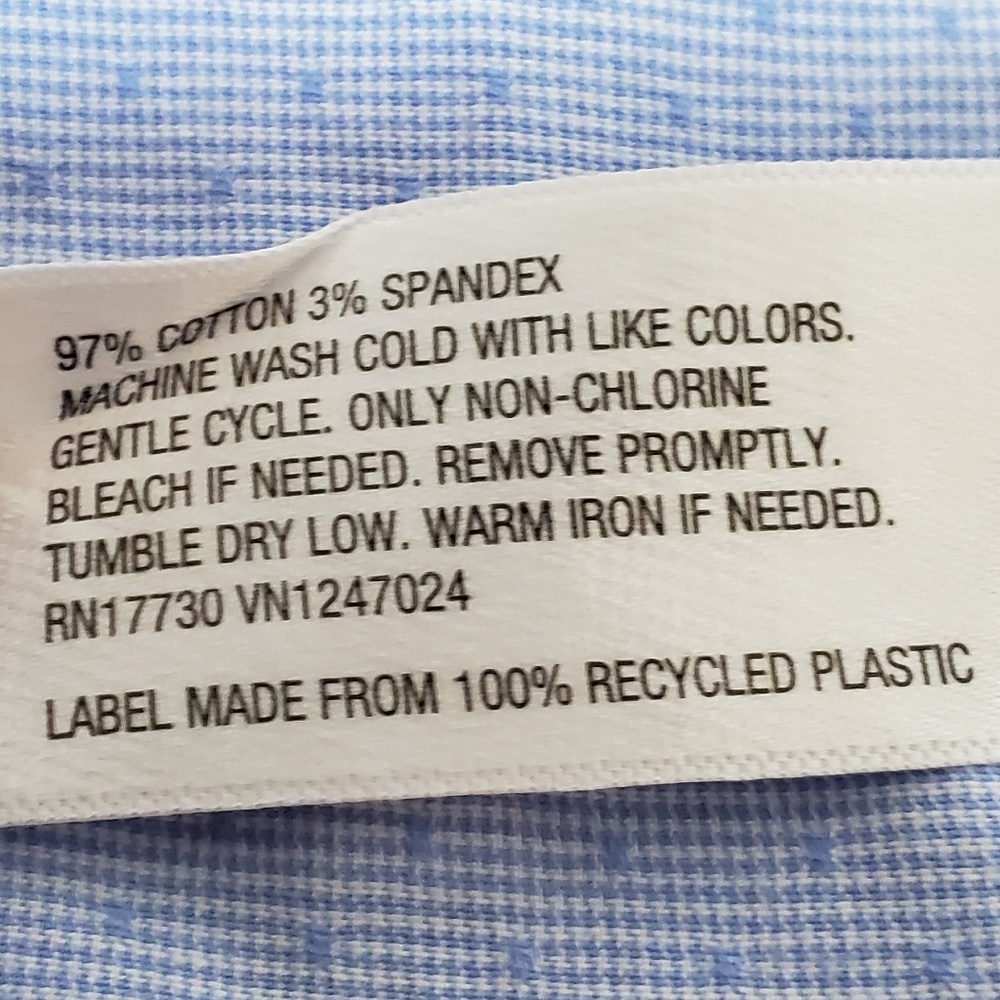 97% COTTON 3% SPANDEX
MACHINE WASH COLD WITH LIKE COLORS.
GENTLE CYCLE. ONLY NON-CHLORINE
BLEACH IF NEEDED. REMOVE PROMPTLY.
TUMBLE DRY LOW. WARM IRON IF NEEDED.
RN17730 VN1247024
LABEL MADE FROM 100% RECYCLED PLASTIC